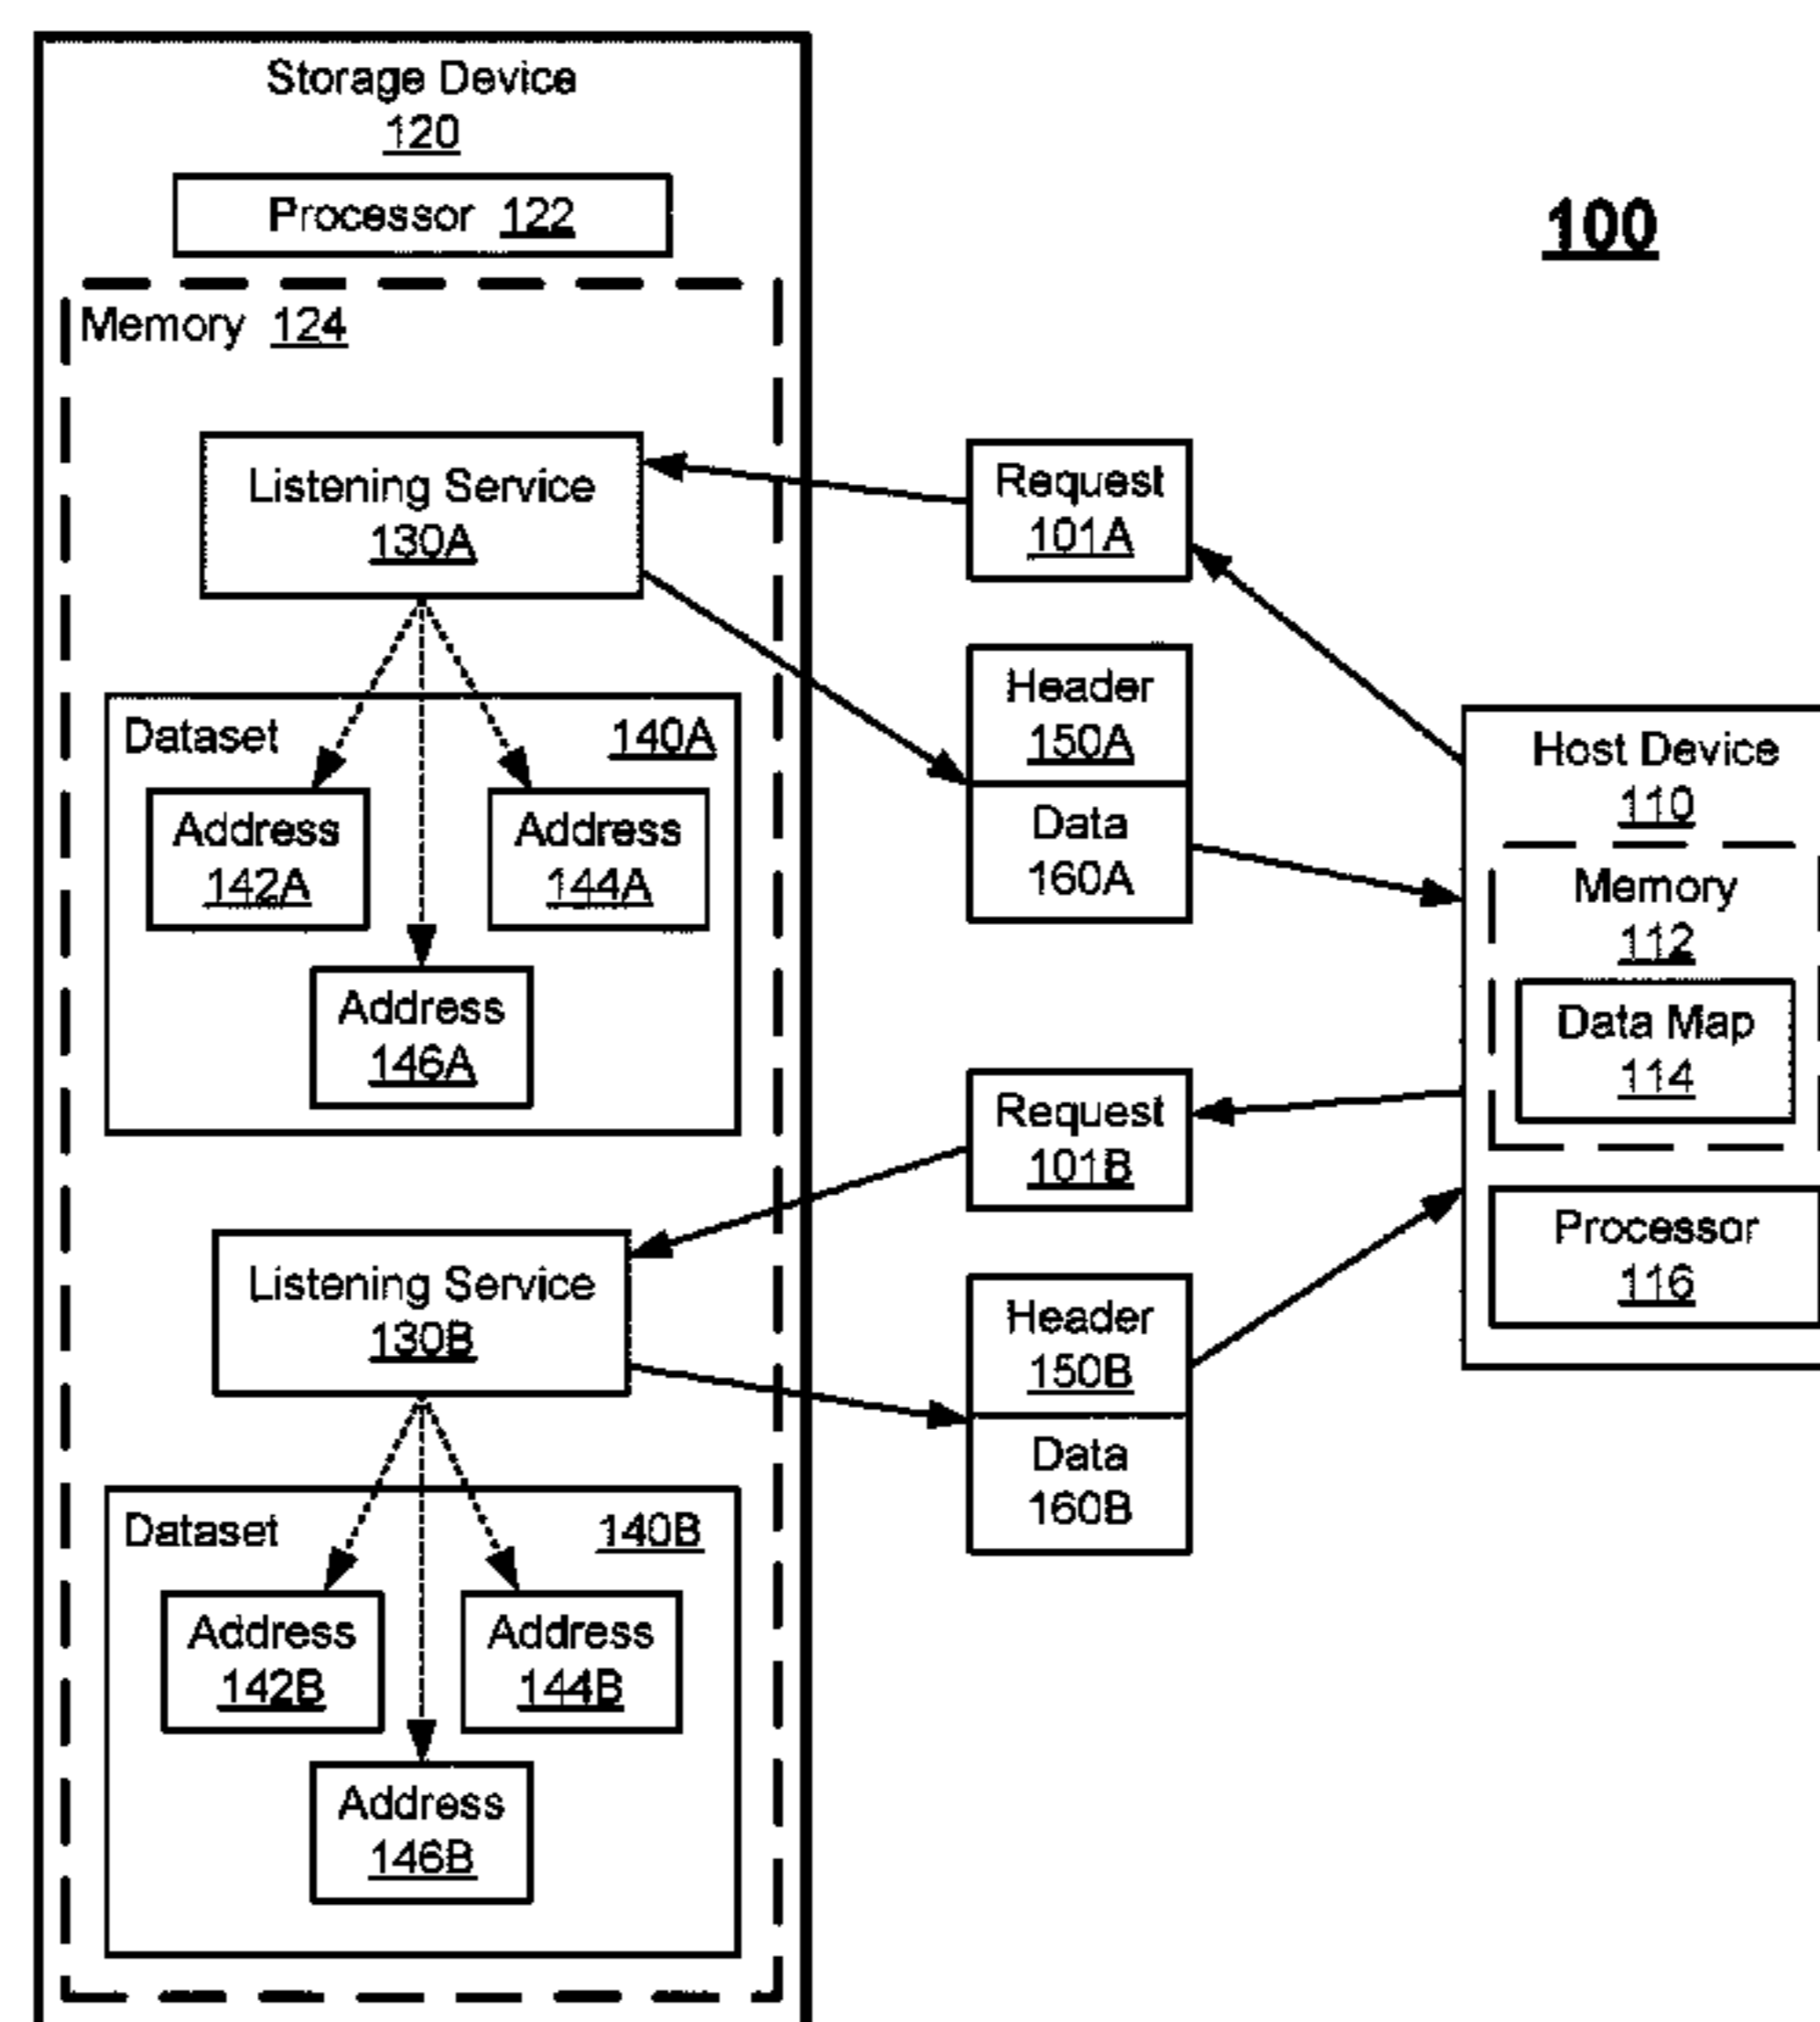 Storage Device
120
Processor 122
100
Memory 124
Listening Service
130A
Request
101A
Header
150A
Data
160A
Dataset 140A
Address
142A
Address
144A
Address
146A
Host Device
110
Memory
112
Data Map
114
Processor
116
Request
101B
Listening Service
130B
Header
150B
Data
160B
Dataset 140B
Address
142B
Address
144B
Address
146B